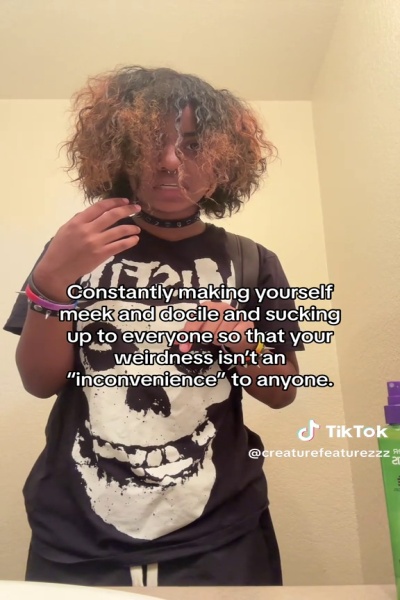 MISFITS
Constantly making yourself
meek and docile and sucking
up to everyone so that your
weirdness isn't an
“inconvenience” to anyone.
TikTok
@creaturefeaturezzz